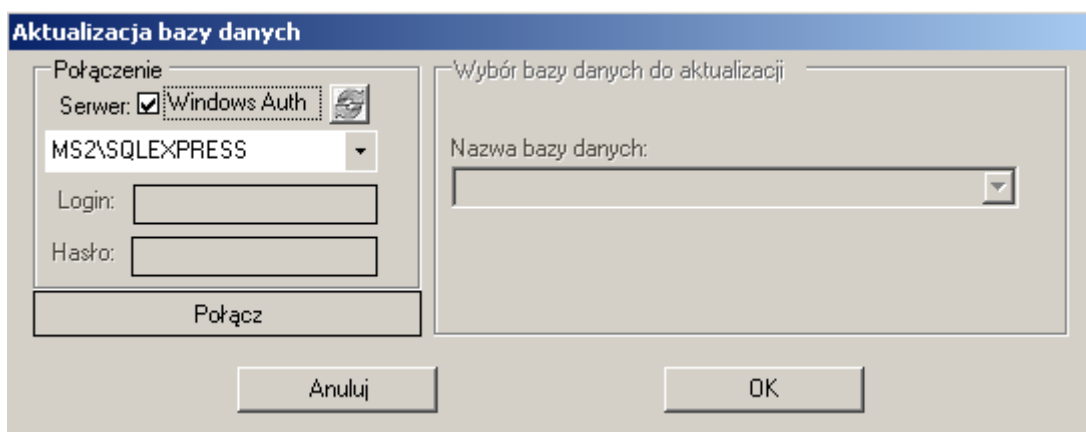 Aktualizacja bazy danych
Połączenie
Serwer: Windows Auth
MS2\SQLEXPRESS
Login:
Hasło:
Połącz
Wybór bazy danych do aktualizacji
Nazwa bazy danych:
Anuluj
OK